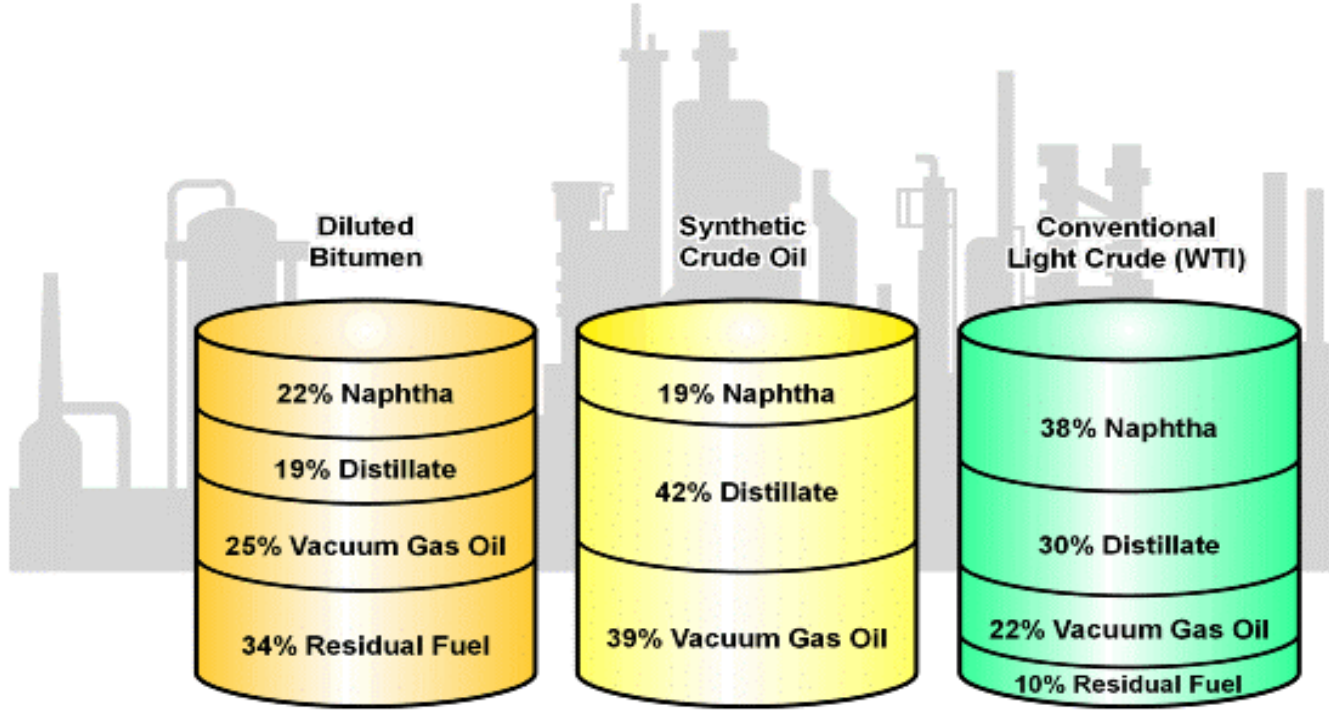 Diluted
Bitumen
22% Naphtha
19% Distillate
25% Vacuum Gas Oil
34% Residual Fuel
Synthetic
Crude Oil
19% Naphtha
42% Distillate
39% Vacuum Gas Oil
Conventional
Light Crude (WTI)
38% Naphtha
30% Distillate
22% Vacuum Gas Oil
10% Residual Fuel